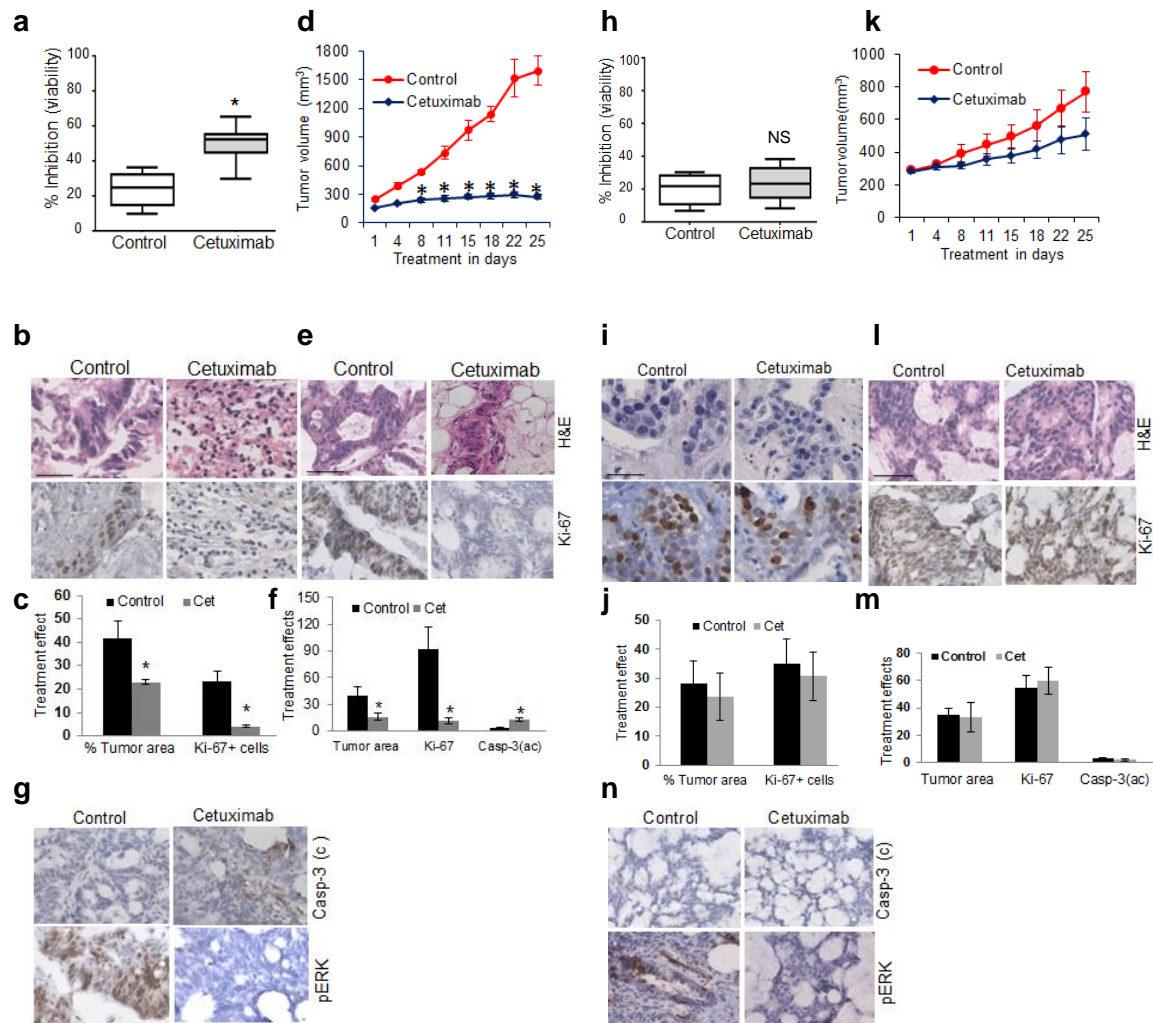 a
% Inhibition (viability)
100
80
60
40
20
0
*
Control
Cetuximab
d
Tumor volume (mm³)
1800
1500
1200
900
600
300
0
Control
Cetuximab
* * * * * * *
1 4 8 11 15 18 22 25
Treatment in days
h
% Inhibition (viability)
100
80
60
40
20
0
NS
Control
Cetuximab
k
Tumor volume(mm³)
1000
800
600
400
200
0
Control
Cetuximab
1 4 8 11 15 18 22 25
Treatment in days
b
Control
Cetuximab
e
Control
Cetuximab
H&E
Ki-67
i
Control
Cetuximab
l
Control
Cetuximab
H&E
Ki-67
c
Treatment effect
60
50
40
30
20
10
0
Control Cet
*
*
% Tumor area
Ki-67+ cells
f
Treatment effects
150
120
90
60
30
0
Control Cet
* * *
Tumor area
Ki-67
Casp-3(ac)
j
Treatment effect
50
40
30
20
10
0
Control Cet
% Tumor area
Ki-67+ cells
m
Treatment effects
80
60
40
20
0
Control Cet
Tumor area
Ki-67
Casp-3(ac)
g
Control
Cetuximab
Casp-3 (c)
pERK
n
Control
Cetuximab
Casp-3 (c)
pERK